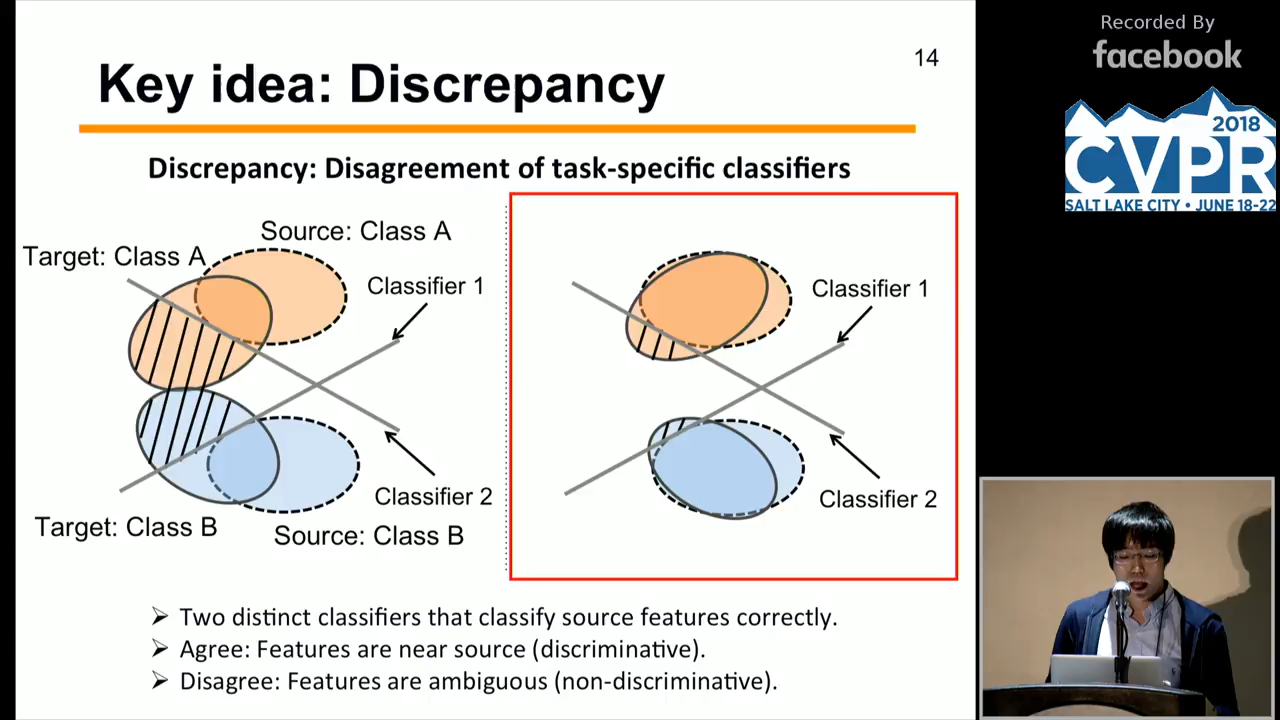 14
Key idea: Discrepancy
Discrepancy: Disagreement of task-specific classifiers
Source: Class A
Target: Class A
Classifier 1
Classifier 2
Target: Class B
Source: Class B
Classifier 1
Classifier 2
➢ Two distinct classifiers that classify source features correctly.
➢ Agree: Features are near source (discriminative).
➢ Disagree: Features are ambiguous (non-discriminative).
Recorded By
facebook
2018
CVPR
SALT LAKE CITY • JUNE 18-22